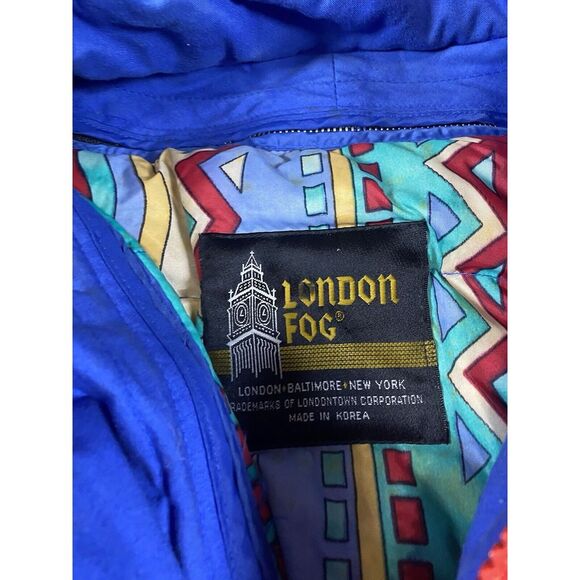 LONDON
FOG®
LONDON•BALTIMORE•NEW YORK
TRADEMARKS OF LONDONTOWN CORPORATION
MADE IN KOREA